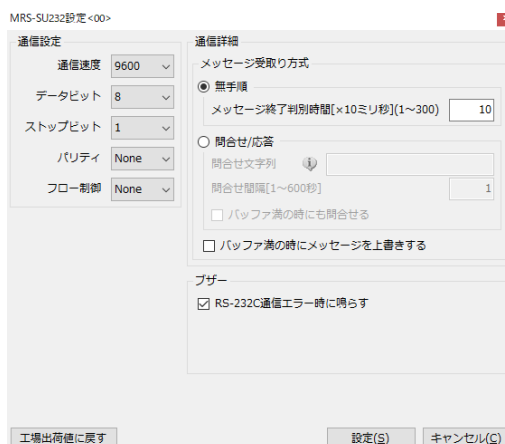 MRS-SU232設定<00>
通信設定
通信速度 9600
データビット 8
ストップビット 1
パリティ None
フロー制御 None
通信詳細
メッセージ受取り方式
無手順
メッセージ終了判別時間[×10ミリ秒](1～300) 10
問合せ/応答
問合せ文字列
問合せ間隔[1～600秒] 1
バッファ満の時にも問合せる
バッファ満の時にメッセージを上書きする
ブザー
RS-232C通信エラー時に鳴らす
工場出荷値に戻す
設定(S)
キャンセル(C)